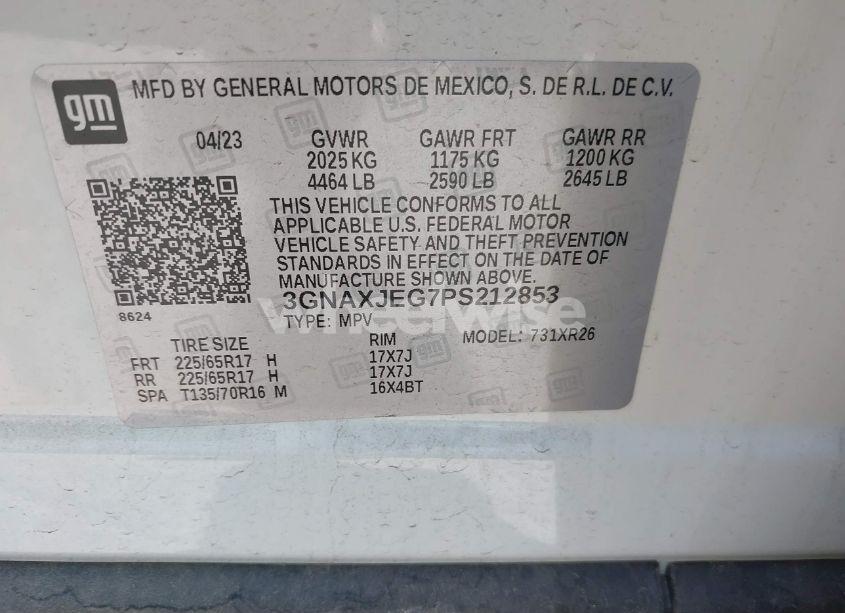 gm MFD BY GENERAL MOTORS DE MEXICO, S. DE R.L. DE C.V.
04/23 GVWR GAWR FRT GAWR RR
2025 KG 1175 KG 1200 KG
4464 LB 2590 LB 2645 LB
THIS VEHICLE CONFORMS TO ALL
APPLICABLE U.S. FEDERAL MOTOR
VEHICLE SAFETY AND THEFT PREVENTION
STANDARDS IN EFFECT ON THE DATE OF
MANUFACTURE SHOWN ABOVE.
3GNAXJEG7PS212853
wheelwise
8624
TYPE: MPV MODEL: 731XR26
TIRE SIZE RIM
FRT 225/65R17 H 17X7J
RR 225/65R17 H 17X7J
SPA T135/70R16 M 16X4BT